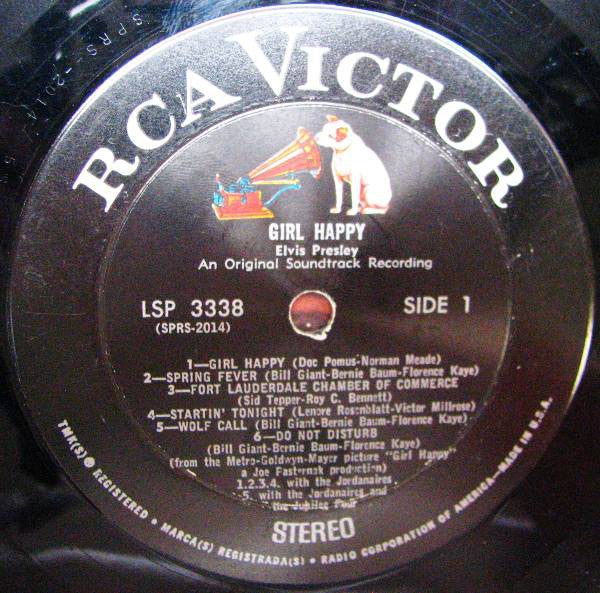 SPRS-2014
RCA VICTOR
GIRL HAPPY
Elvis Presley
An Original Soundtrack Recording
LSP 3338
(SPRS-2014)
SIDE 1
1—GIRL HAPPY (Doc Pomus-Norman Meade)
2—SPRING FEVER (Bill Giant-Bernie Baum-Florence Kaye)
3—FORT LAUDERDALE CHAMBER OF COMMERCE
(Sid Tepper-Roy C. Bennett)
4—STARTIN' TONIGHT (Lenore Rosenblatt-Victor Millrose)
5—WOLF CALL (Bill Giant-Bernie Baum-Florence Kaye)
6—DO NOT DISTURB
(Bill Giant-Bernie Baum-Florence Kaye)
(from the Metro-Goldwyn-Mayer picture "Girl Happy"
a Joe Pasternak production)
1.2.3.4. with the Jordanaires
5. with the Jordanaires and
the Jubilee Four
STEREO
TMK(S) ® REGISTERED • MARCA(S) REGISTRADA(S) • RADIO CORPORATION OF AMERICA—MADE IN U.S.A.